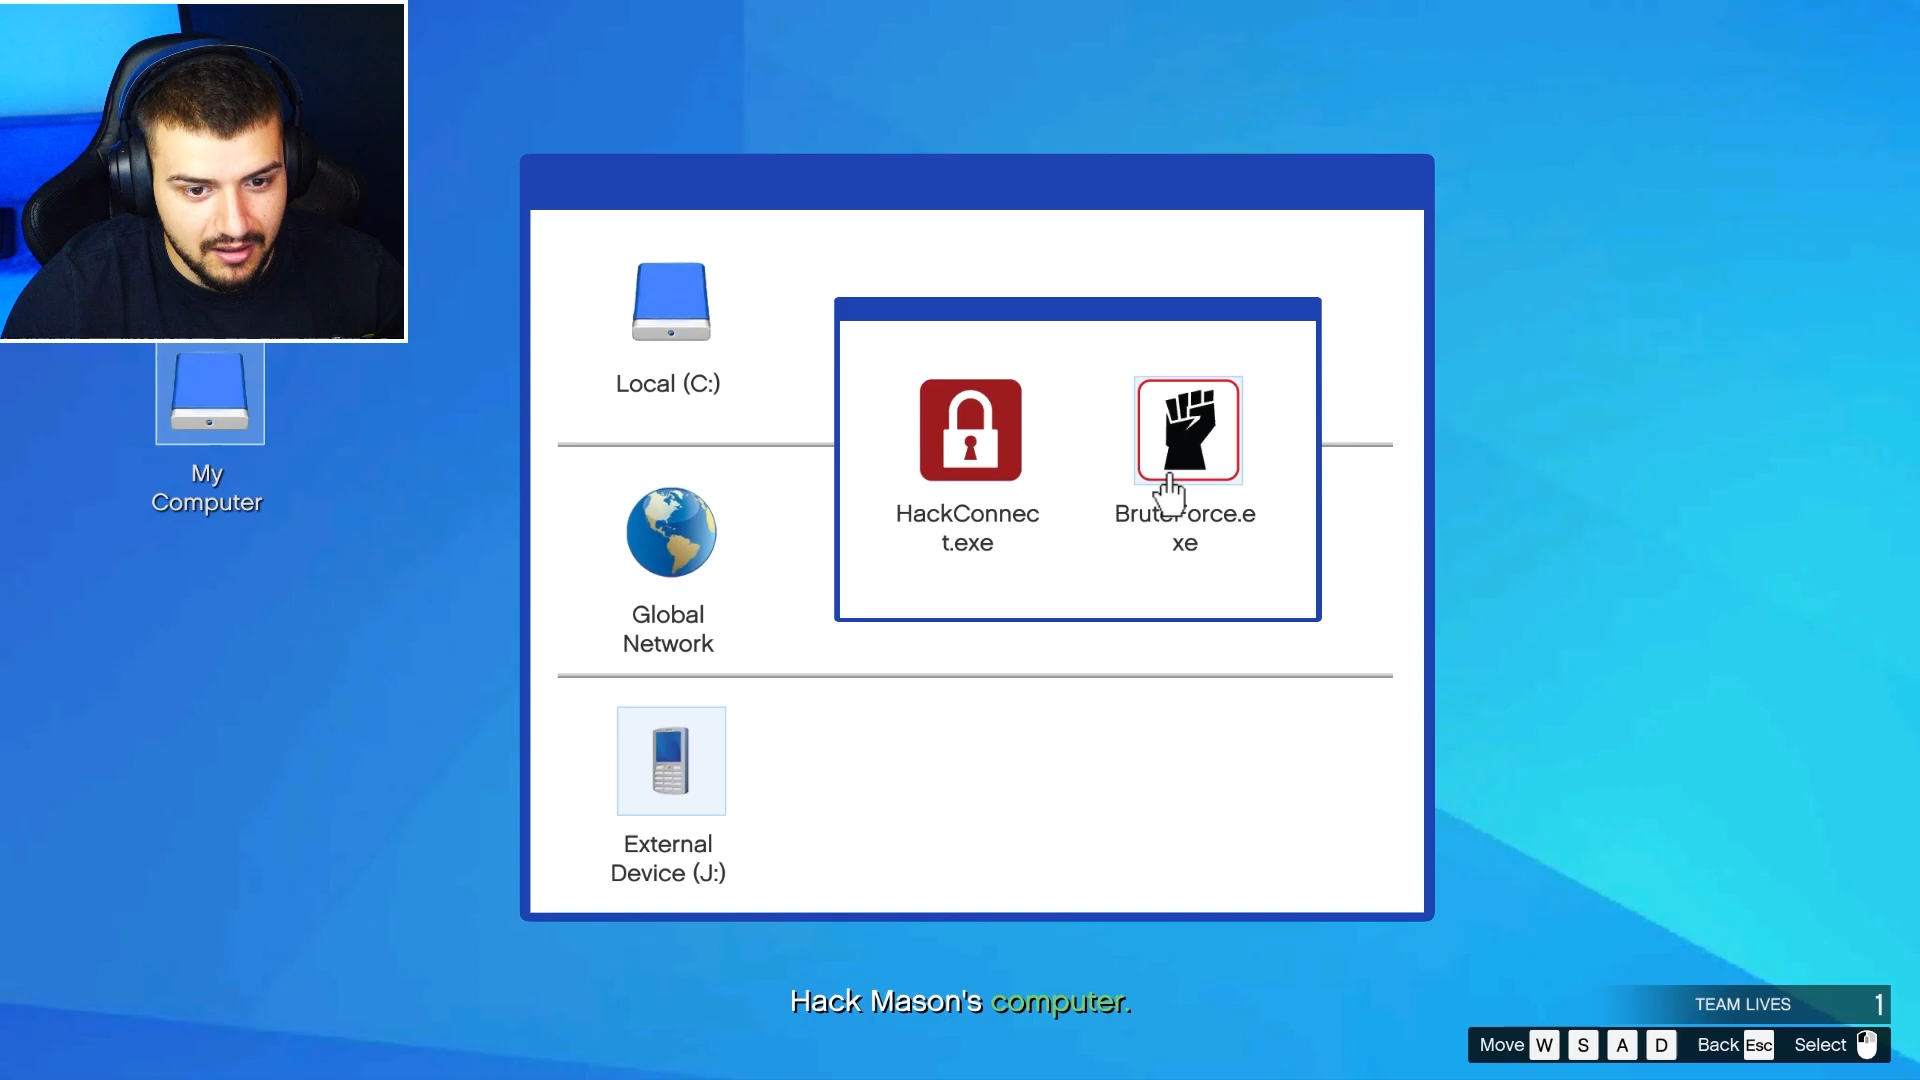 My
Computer
Local (C:)
HackConnec
t.exe
BruteForce.e
xe
Global
Network
External
Device (J:)
Hack Mason's computer.
TEAM LIVES 1
Move W S A D Back Esc Select